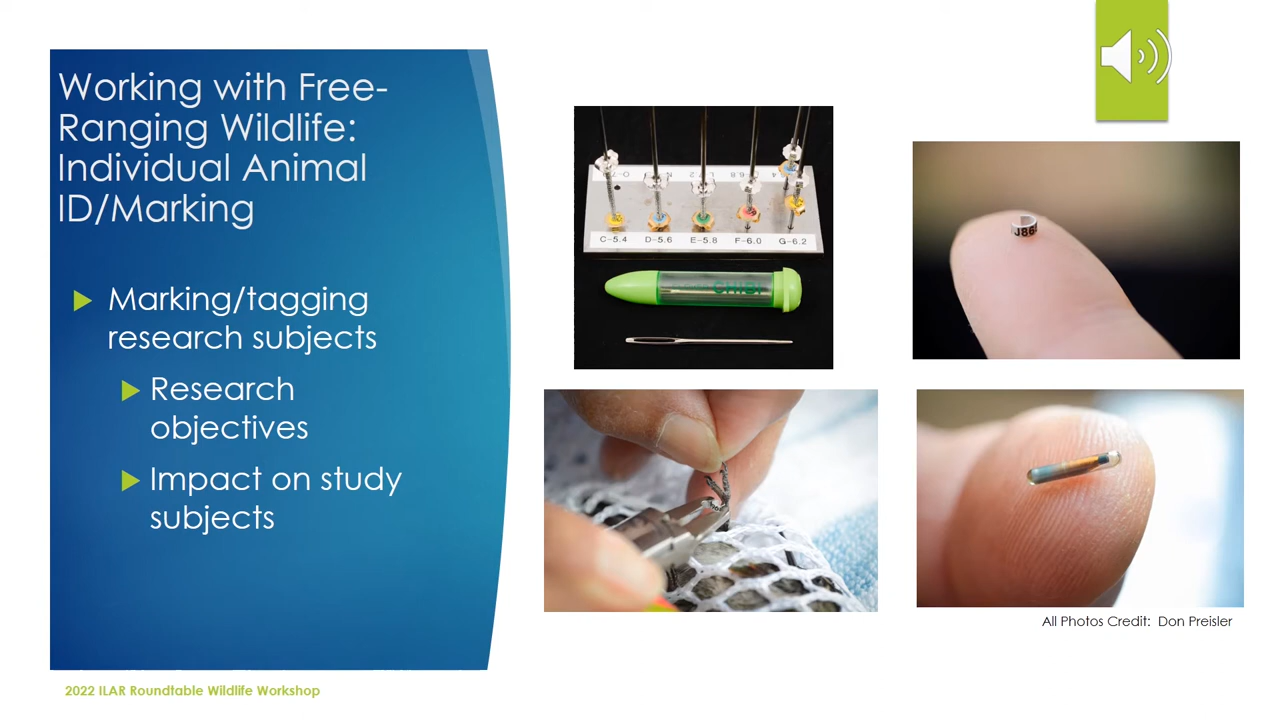 Working with Free-
Ranging Wildlife:
Individual Animal
ID/Marking
Marking/tagging
research subjects
Research
objectives
Impact on study
subjects
C-5.4 D-5.6 E-5.8 F-6.0 G-6.2
J86
All Photos Credit: Don Preisler
2022 ILAR Roundtable Wildlife Workshop